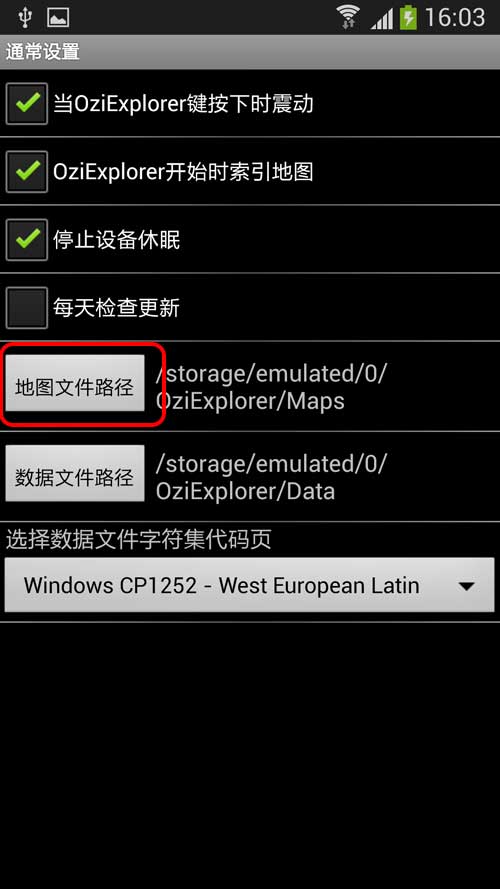 16:03
通常设置
当OziExplorer键按下时震动
OziExplorer开始时索引地图
停止设备休眠
每天检查更新
地图文件路径
/storage/emulated/0/
OziExplorer/Maps
数据文件路径
/storage/emulated/0/
OziExplorer/Data
选择数据文件字符集代码页
Windows CP1252 - West European Latin